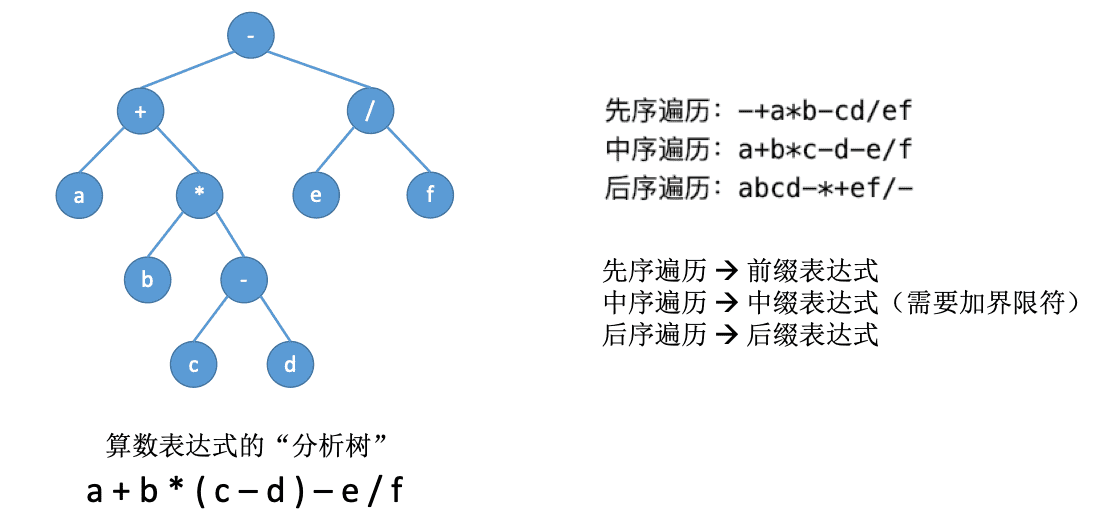 -
+
/
a
*
e
f
b
-
c
d
算数表达式的“分析树”
a + b * ( c – d ) – e / f
先序遍历：-+a*b-cd/ef
中序遍历：a+b*c-d-e/f
后序遍历：abcd-*+ef/-
先序遍历 → 前缀表达式
中序遍历 → 中缀表达式（需要加界限符）
后序遍历 → 后缀表达式